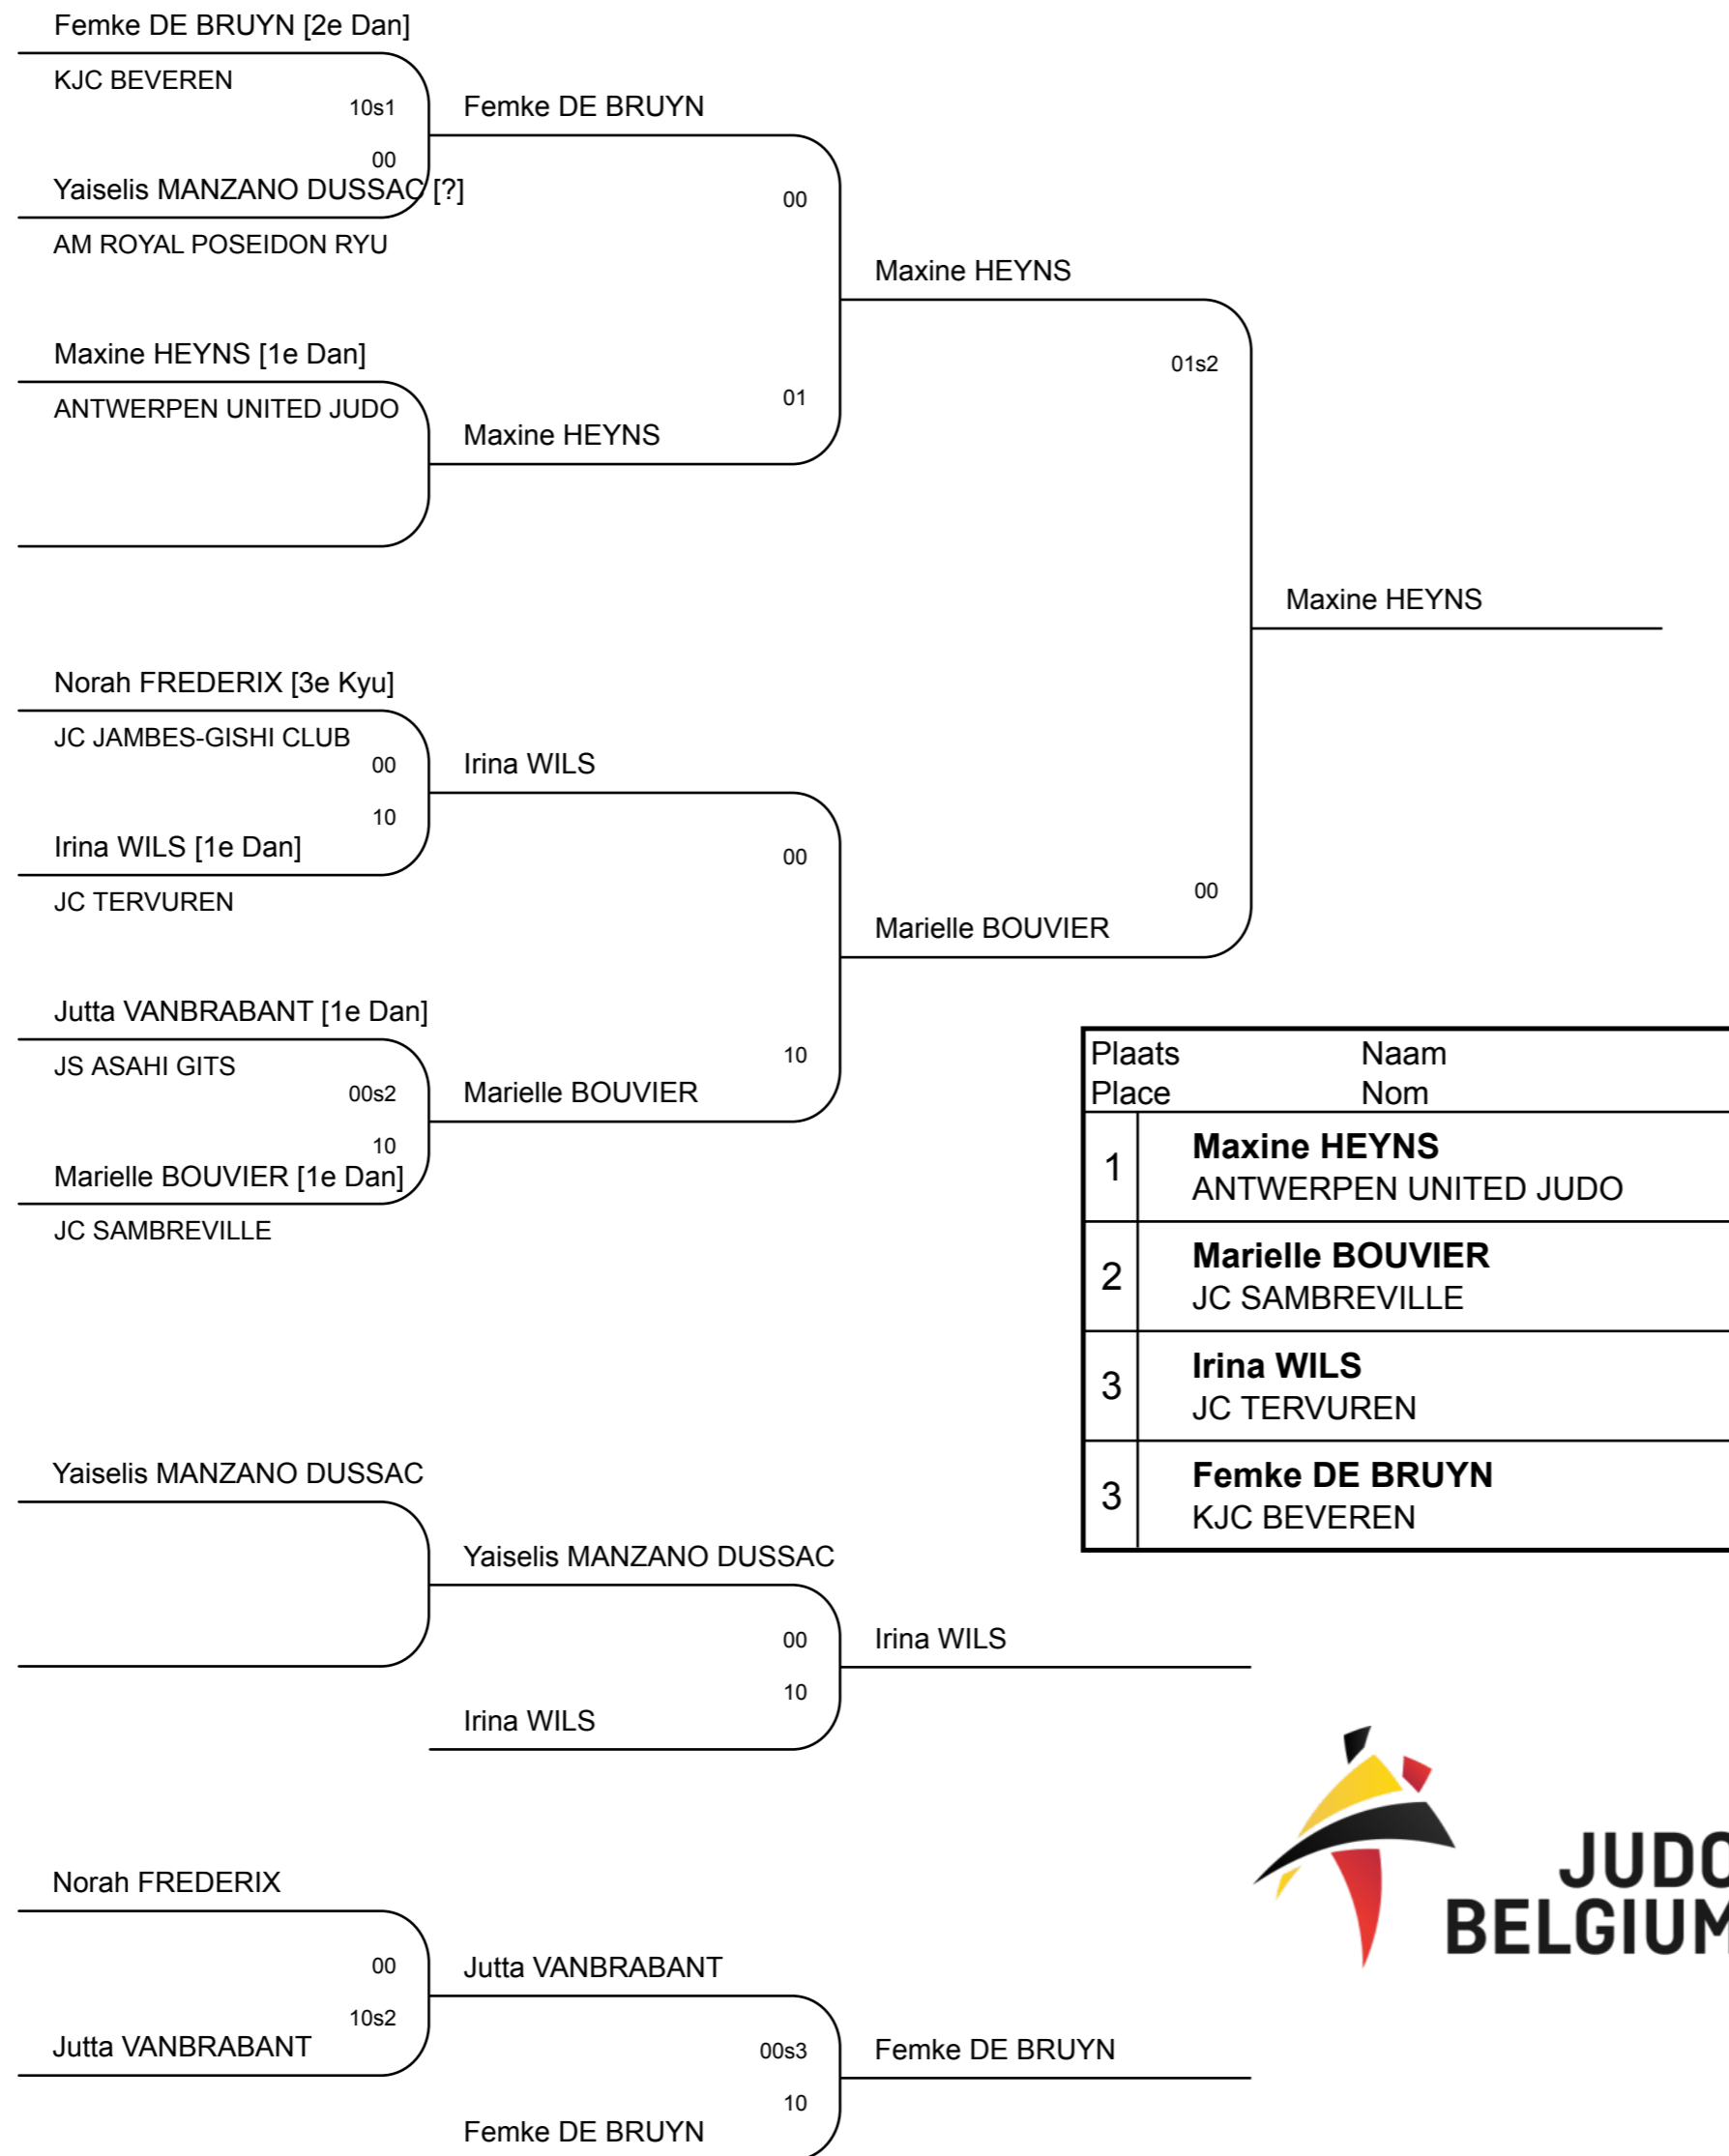 Femke DE BRUYN [2e Dan]
KJC BEVEREN
10s1
Femke DE BRUYN
00
Yaiselis MANZANO DUSSAC [?]
00
AM ROYAL POSEIDON RYU
Maxine HEYNS
Maxine HEYNS [1e Dan]
01s2
ANTWERPEN UNITED JUDO
01
Maxine HEYNS
Maxine HEYNS
Norah FREDERIX [3e Kyu]
JC JAMBES-GISHI CLUB
00
Irina WILS
10
Irina WILS [1e Dan]
00
JC TERVUREN
00
Marielle BOUVIER
Jutta VANBRABANT [1e Dan]
JS ASAHI GITS
10
00s2
Marielle BOUVIER
10
Marielle BOUVIER [1e Dan]
JC SAMBREVILLE
Plaats Naam
Place Nom
1 Maxine HEYNS
ANTWERPEN UNITED JUDO
2 Marielle BOUVIER
JC SAMBREVILLE
3 Irina WILS
JC TERVUREN
3 Femke DE BRUYN
KJC BEVEREN
Yaiselis MANZANO DUSSAC
Yaiselis MANZANO DUSSAC
00
Irina WILS
10
Irina WILS
Norah FREDERIX
00
Jutta VANBRABANT
10s2
Jutta VANBRABANT
00s3
Femke DE BRUYN
10
Femke DE BRUYN
JUDO
BELGIUM